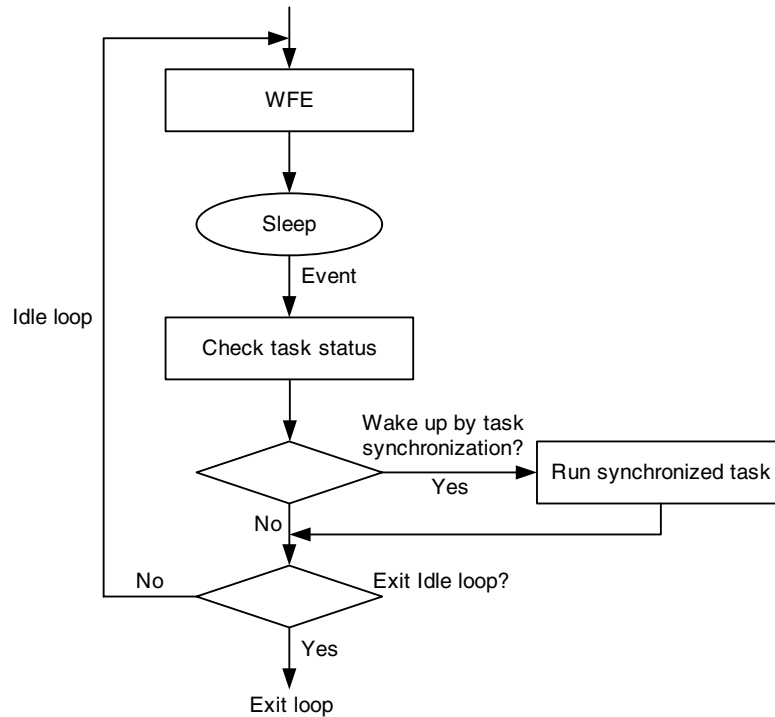 WFE
Sleep
Event
Idle loop
Check task status
Wake up by task
synchronization?
Run synchronized task
Yes
No
No
Exit Idle loop?
Yes
Exit loop